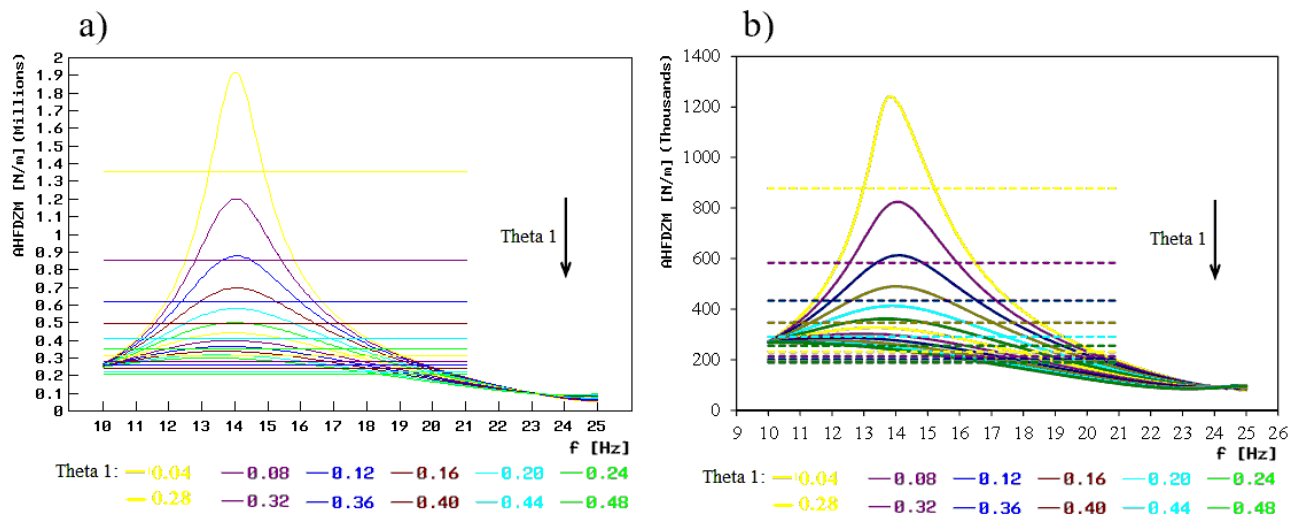 a)
AHFDZM [N/m] (Millions)
2
1.9
1.8
1.7
1.6
1.5
1.4
1.3
1.2
1.1
1
0.9
0.8
0.7
0.6
0.5
0.4
0.3
0.2
0.1
0
10 11 12 13 14 15 16 17 18 19 20 21 22 23 24 25
f [Hz]
Theta 1
Theta 1: 0.04 0.08 0.12 0.16 0.20 0.24
0.28 0.32 0.36 0.40 0.44 0.48
b)
AHFDZM [N/m] (Thousands)
1400
1200
1000
800
600
400
200
0
9 10 11 12 13 14 15 16 17 18 19 20 21 22 23 24 25 26
f [Hz]
Theta 1
Theta 1: 0.04 0.08 0.12 0.16 0.20 0.24
0.28 0.32 0.36 0.40 0.44 0.48